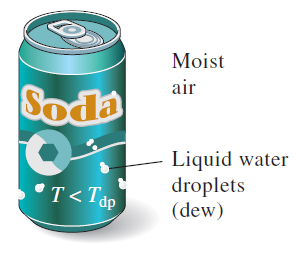 Moist
air
Soda
Liquid water
droplets
(dew)
T < Tdp